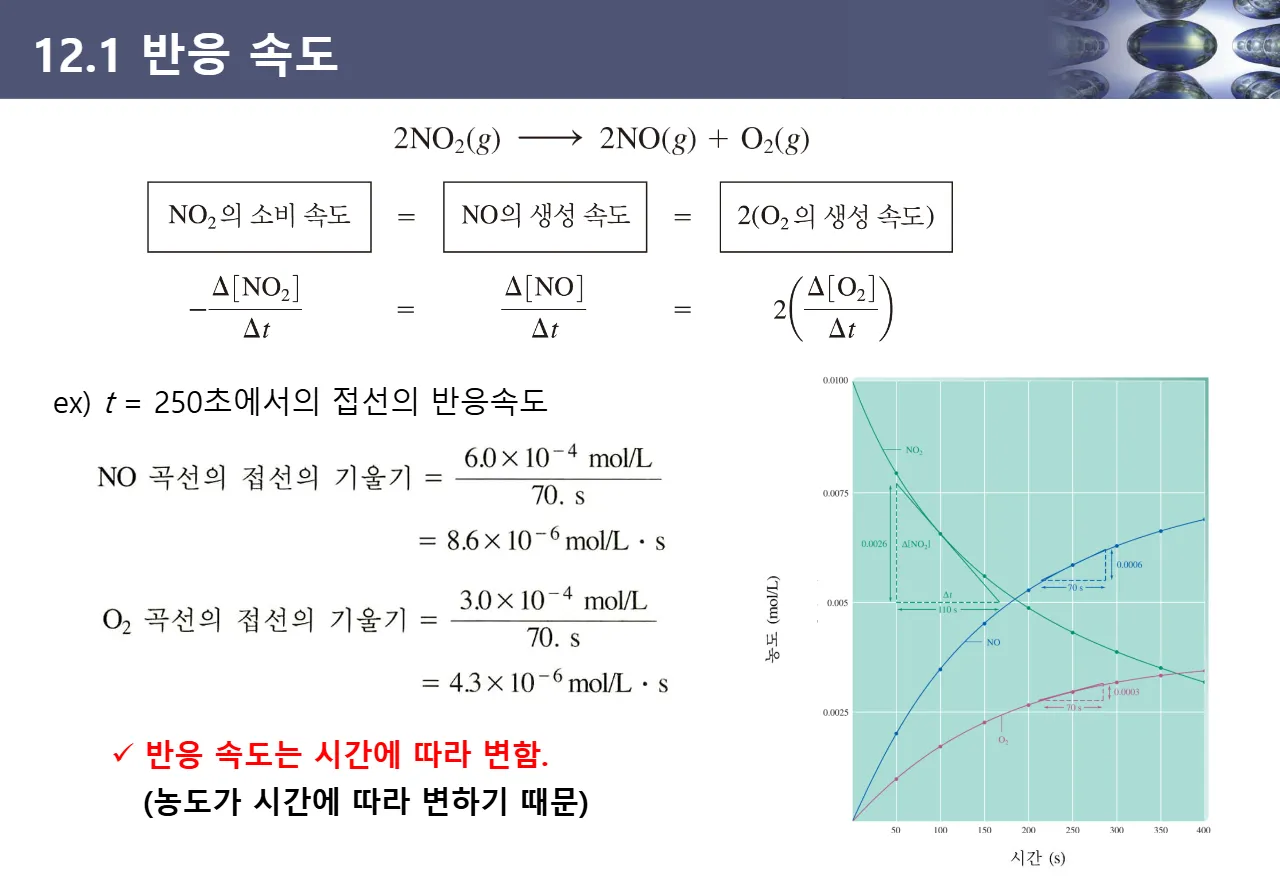 12.1 반응 속도
2NO₂(g) ⟶ 2NO(g) + O₂(g)
NO₂의 소비 속도 = NO의 생성 속도 = 2(O₂의 생성 속도)
−Δ[NO₂]/Δt = Δ[NO]/Δt = 2(Δ[O₂]/Δt)
ex) t = 250초에서의 접선의 반응속도
NO 곡선의 접선의 기울기 = 6.0×10⁻⁴ mol/L / 70. s
= 8.6×10⁻⁶ mol/L · s
O₂ 곡선의 접선의 기울기 = 3.0×10⁻⁴ mol/L / 70. s
= 4.3×10⁻⁶ mol/L · s
✓ 반응 속도는 시간에 따라 변함.
(농도가 시간에 따라 변하기 때문)
0.0100
NO₂
0.0075
0.0026 Δ[NO₂]
0.0006
70 s
Δt
0.005
110 s
NO
농도 (mol/L)
0.0003
70 s
0.0025
O₂
50 100 150 200 250 300 350 400
시간 (s)